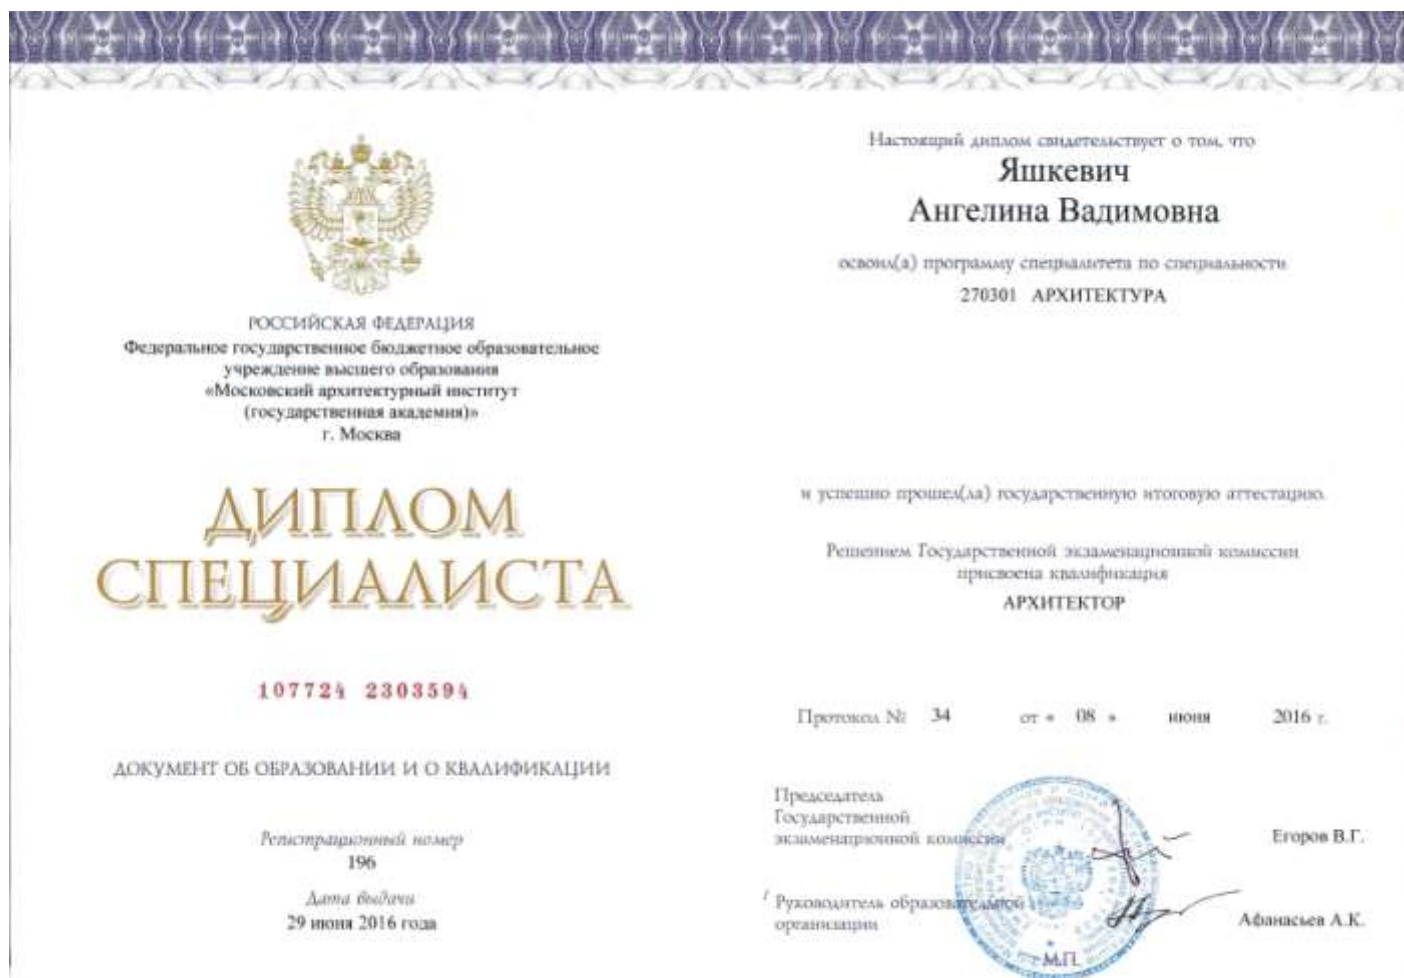 РОССИЙСКАЯ ФЕДЕРАЦИЯ
Федеральное государственное бюджетное образовательное
учреждение высшего образования
«Московский архитектурный институт
(государственная академия)»
г. Москва
ДИПЛОМ
СПЕЦИАЛИСТА
107724 2303594
ДОКУМЕНТ ОБ ОБРАЗОВАНИИ И О КВАЛИФИКАЦИИ
Регистрационный номер
196
Дата выдачи
29 июня 2016 года
Настоящий диплом свидетельствует о том, что
Яшкевич
Ангелина Вадимовна
освоил(а) программу специалитета по специальности
270301 АРХИТЕКТУРА
и успешно прошел(ла) государственную итоговую аттестацию.
Решением Государственной экзаменационной комиссии
присвоена квалификация
АРХИТЕКТОР
Протокол № 34 от « 08 » июня 2016 г.
Председатель
Государственной
экзаменационной комиссии
Егоров В.Г.
Руководитель образовательной
организации
Афанасьев А.К.
М.П.